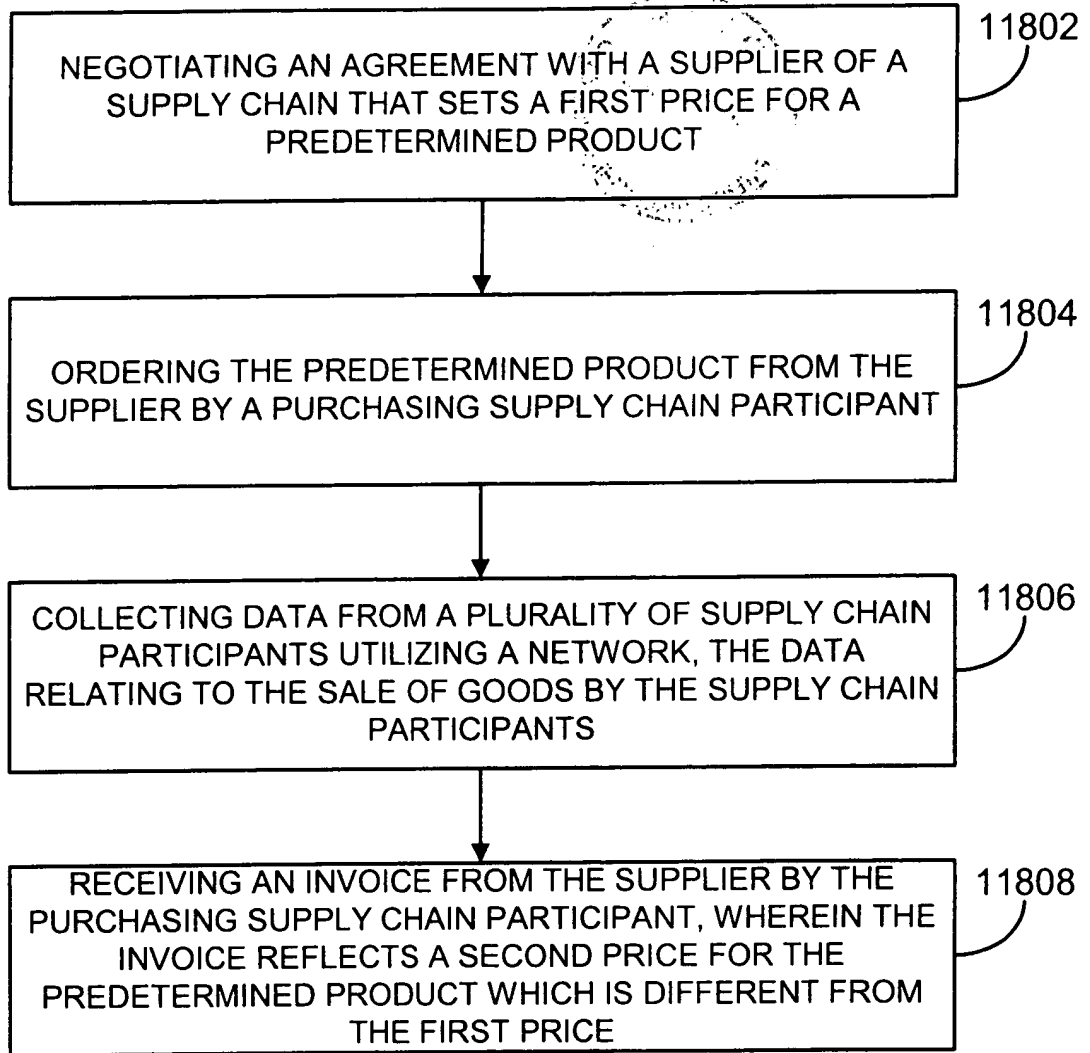 11802
NEGOTIATING AN AGREEMENT WITH A SUPPLIER OF A
SUPPLY CHAIN THAT SETS A FIRST PRICE FOR A
PREDETERMINED PRODUCT
11804
ORDERING THE PREDETERMINED PRODUCT FROM THE
SUPPLIER BY A PURCHASING SUPPLY CHAIN PARTICIPANT
11806
COLLECTING DATA FROM A PLURALITY OF SUPPLY CHAIN
PARTICIPANTS UTILIZING A NETWORK, THE DATA
RELATING TO THE SALE OF GOODS BY THE SUPPLY CHAIN
PARTICIPANTS
11808
RECEIVING AN INVOICE FROM THE SUPPLIER BY THE
PURCHASING SUPPLY CHAIN PARTICIPANT, WHEREIN THE
INVOICE REFLECTS A SECOND PRICE FOR THE
PREDETERMINED PRODUCT WHICH IS DIFFERENT FROM
THE FIRST PRICE